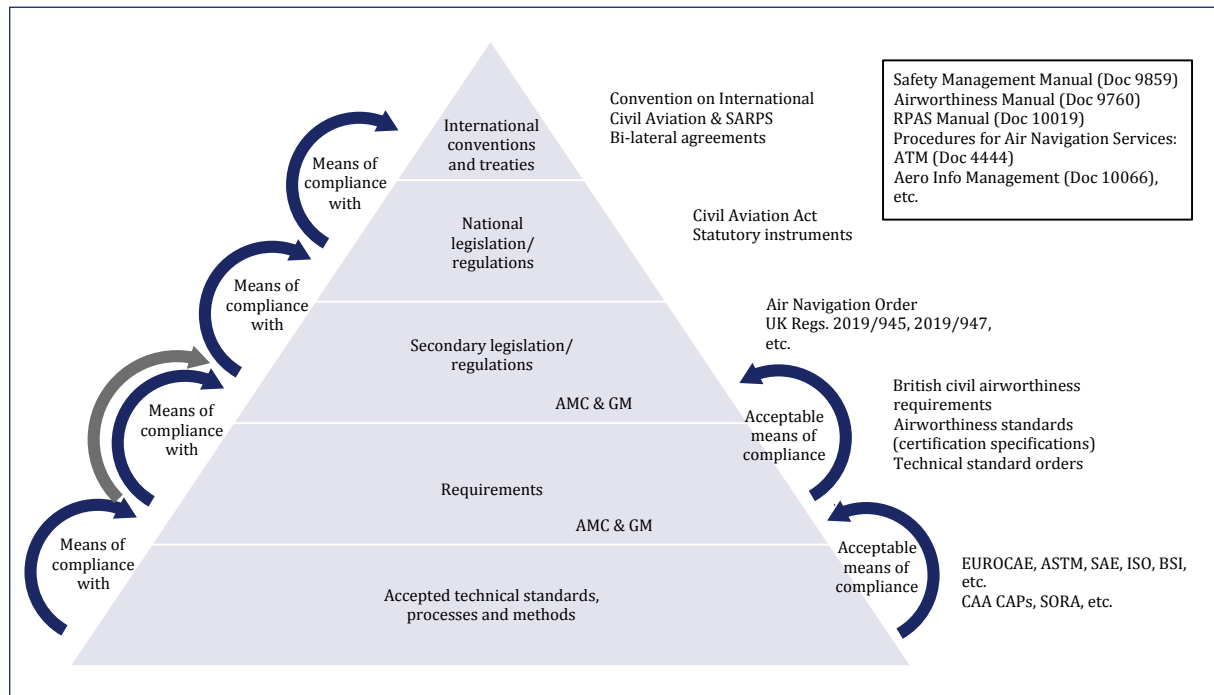 Safety Management Manual (Doc 9859)
Airworthiness Manual (Doc 9760)
RPAS Manual (Doc 10019)
Procedures for Air Navigation Services:
ATM (Doc 4444)
Aero Info Management (Doc 10066),
etc.
International
conventions
and treaties
Convention on International
Civil Aviation & SARPS
Bi-lateral agreements
Means of
compliance
with
National
legislation/
regulations
Civil Aviation Act
Statutory instruments
Means of
compliance
with
Secondary legislation/
regulations
AMC & GM
Air Navigation Order
UK Regs. 2019/945, 2019/947,
etc.
Means of
compliance
with
Acceptable
means of
compliance
British civil airworthiness
requirements
Airworthiness standards
(certification specifications)
Technical standard orders
Requirements
AMC & GM
Means of
compliance
with
Acceptable
means of
compliance
EUROCAE, ASTM, SAE, ISO, BSI,
etc.
CAA CAPs, SORA, etc.
Accepted technical standards,
processes and methods